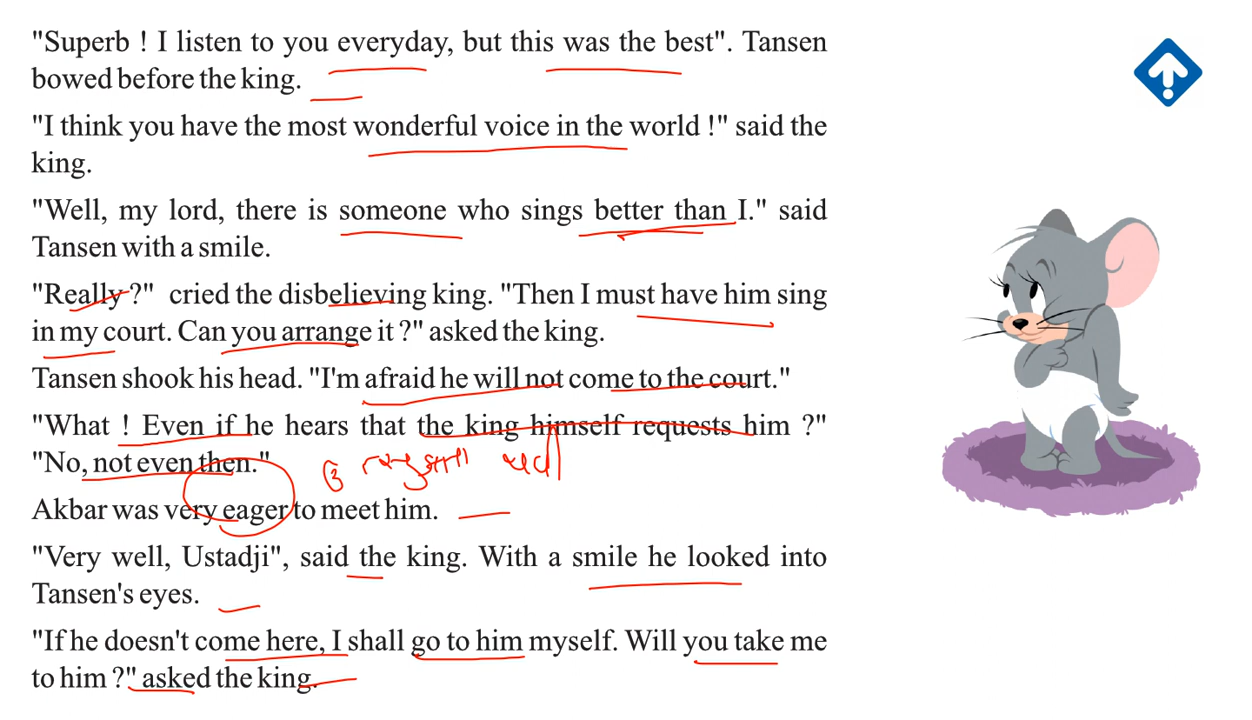 "Superb ! I listen to you everyday, but this was the best". Tansen
bowed before the king.
"I think you have the most wonderful voice in the world !" said the
king.
"Well, my lord, there is someone who sings better than I." said
Tansen with a smile.
"Really ?" cried the disbelieving king. "Then I must have him sing
in my court. Can you arrange it ?" asked the king.
Tansen shook his head. "I'm afraid he will not come to the court."
"What ! Even if he hears that the king himself requests him ?"
"No, not even then."
Akbar was very eager to meet him.
"Very well, Ustadji", said the king. With a smile he looked into
Tansen's eyes.
"If he doesn't come here, I shall go to him myself. Will you take me
to him ?" asked the king.